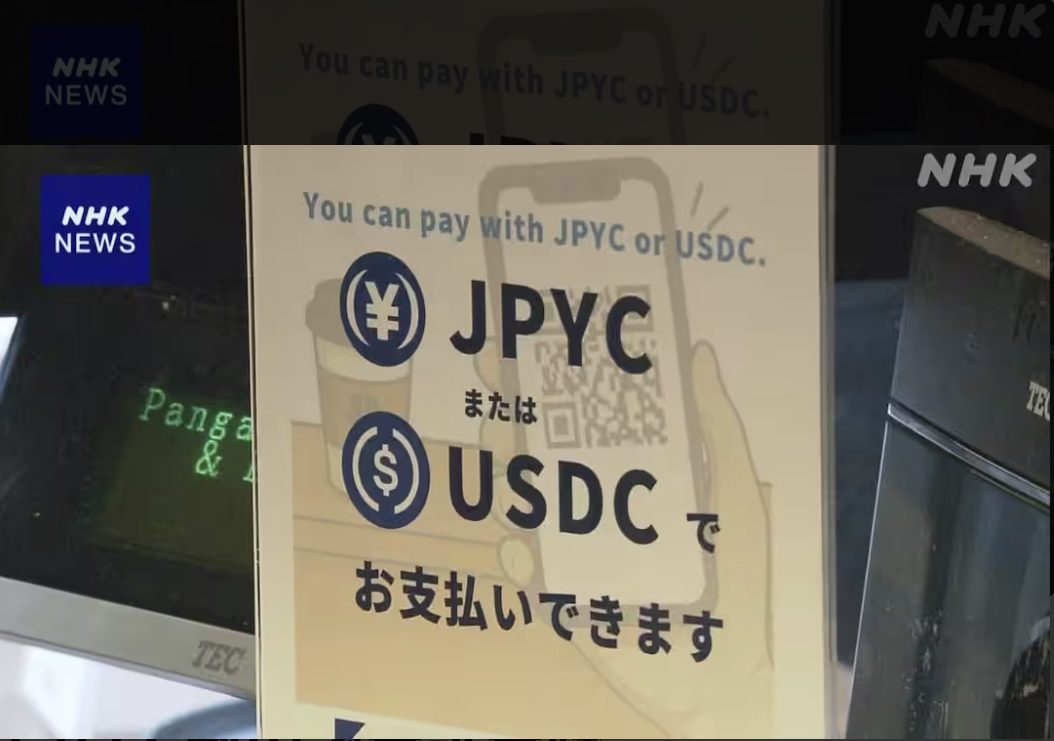 NHK
NHK
NEWS
You can pay with JPYC or USDC.
NHK
NHK
NEWS
You can pay with JPYC or USDC.
¥ JPYC
または
$ USDC で
お支払いできます
Panga
&
TEC
TEC